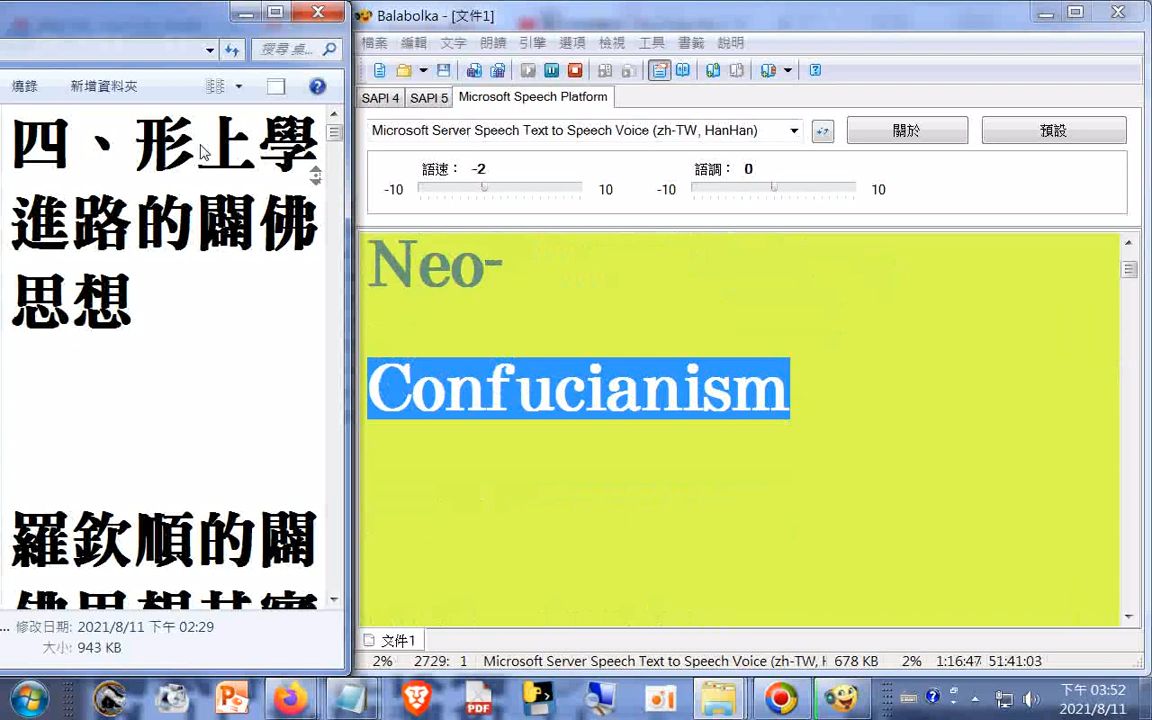 搜尋 桌...
燒錄 新增資料夾
四、形上學
進路的闢佛
思想
羅欽順的闢
佛思想其實
... 修改日期: 2021/8/11 下午 02:29
大小: 943 KB
Balabolka - [文件1]
檔案 編輯 文字 朗讀 引擎 選項 檢視 工具 書籤 說明
SAPI 4 SAPI 5 Microsoft Speech Platform
Microsoft Server Speech Text to Speech Voice (zh-TW, HanHan) 關於 預設
語速： -2 語調： 0
-10 10 -10 10
Neo-
Confucianism
文件1
2% 2729: 1 Microsoft Server Speech Text to Speech Voice (zh-TW, H 678 KB 2% 1:16:47 51:41:03
PDF
下午 03:52
2021/8/11